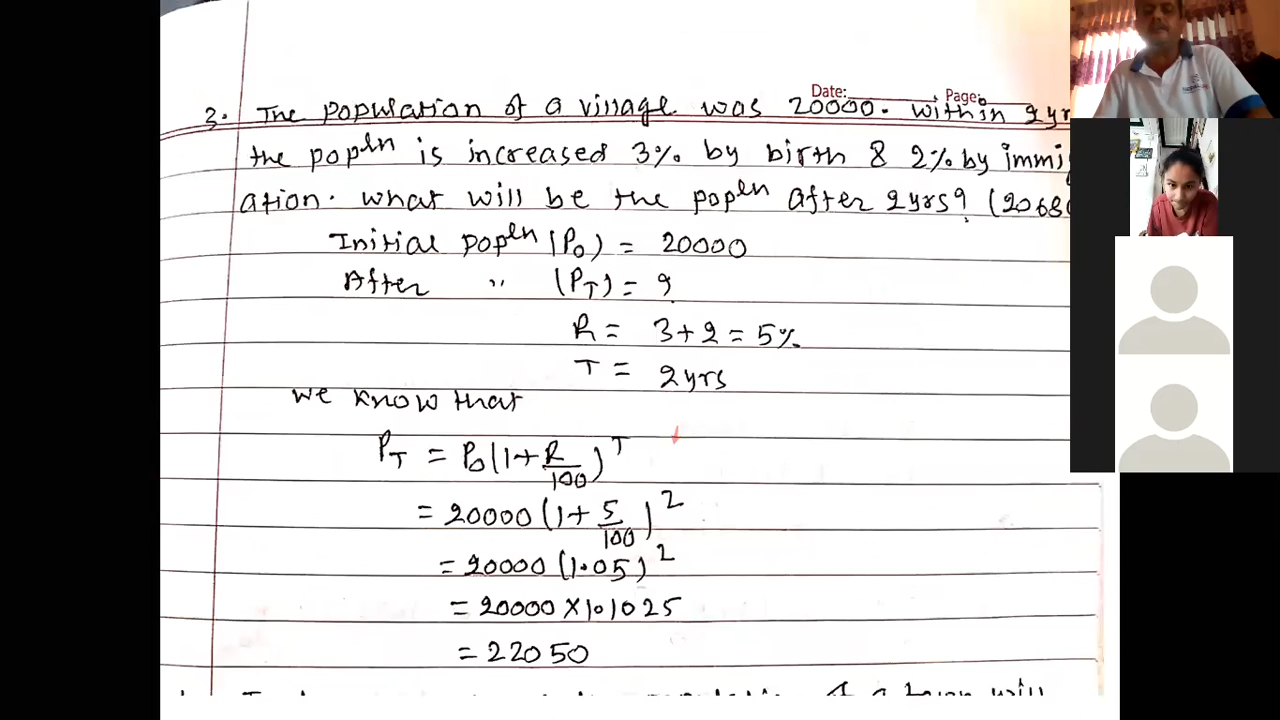 Date: Page:
3. The population of a village was 20000. within 2yr
the popln is increased 3% by birth & 2% by immig
ation. what will be the popln after 2yrs? (2068
Initial popln (P0) = 20000
After " (PT) = ?
R = 3+2 = 5%
T = 2yrs
we know that
PT = P0(1+R/100)^T
= 20000 (1+5/100)^2
= 20000 (1.05)^2
= 20000 × 1.1025
= 22050